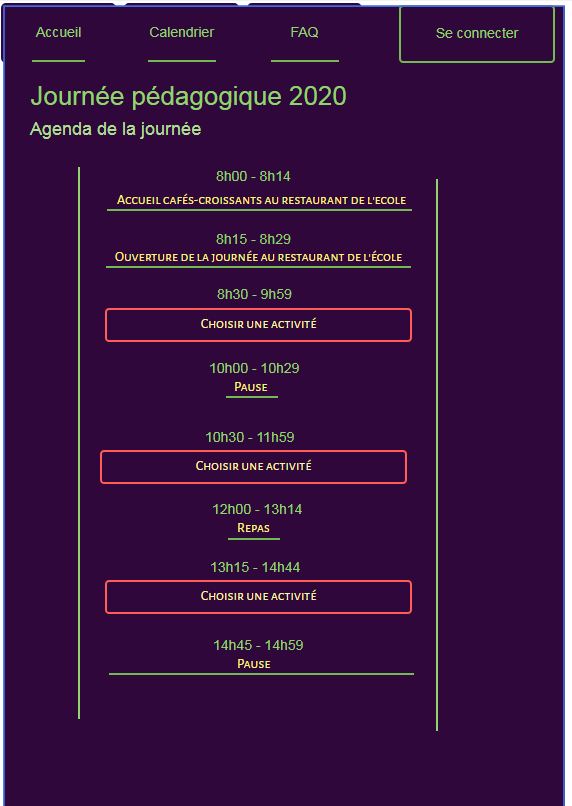 Accueil Calendrier FAQ Se connecter
Journée pédagogique 2020
Agenda de la journée
8h00 - 8h14
Accueil cafés-croissants au restaurant de l'ecole
8h15 - 8h29
Ouverture de la journée au restaurant de l'école
8h30 - 9h59
Choisir une activité
10h00 - 10h29
Pause
10h30 - 11h59
Choisir une activité
12h00 - 13h14
Repas
13h15 - 14h44
Choisir une activité
14h45 - 14h59
Pause